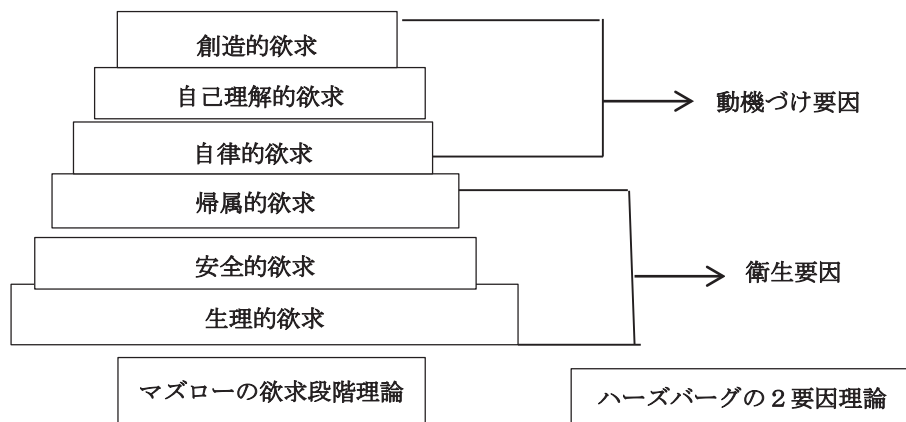 創造的欲求
自己理解的欲求
自律的欲求
帰属的欲求
安全的欲求
生理的欲求
動機づけ要因
衛生要因
マズローの欲求段階理論
ハーズバーグの２要因理論